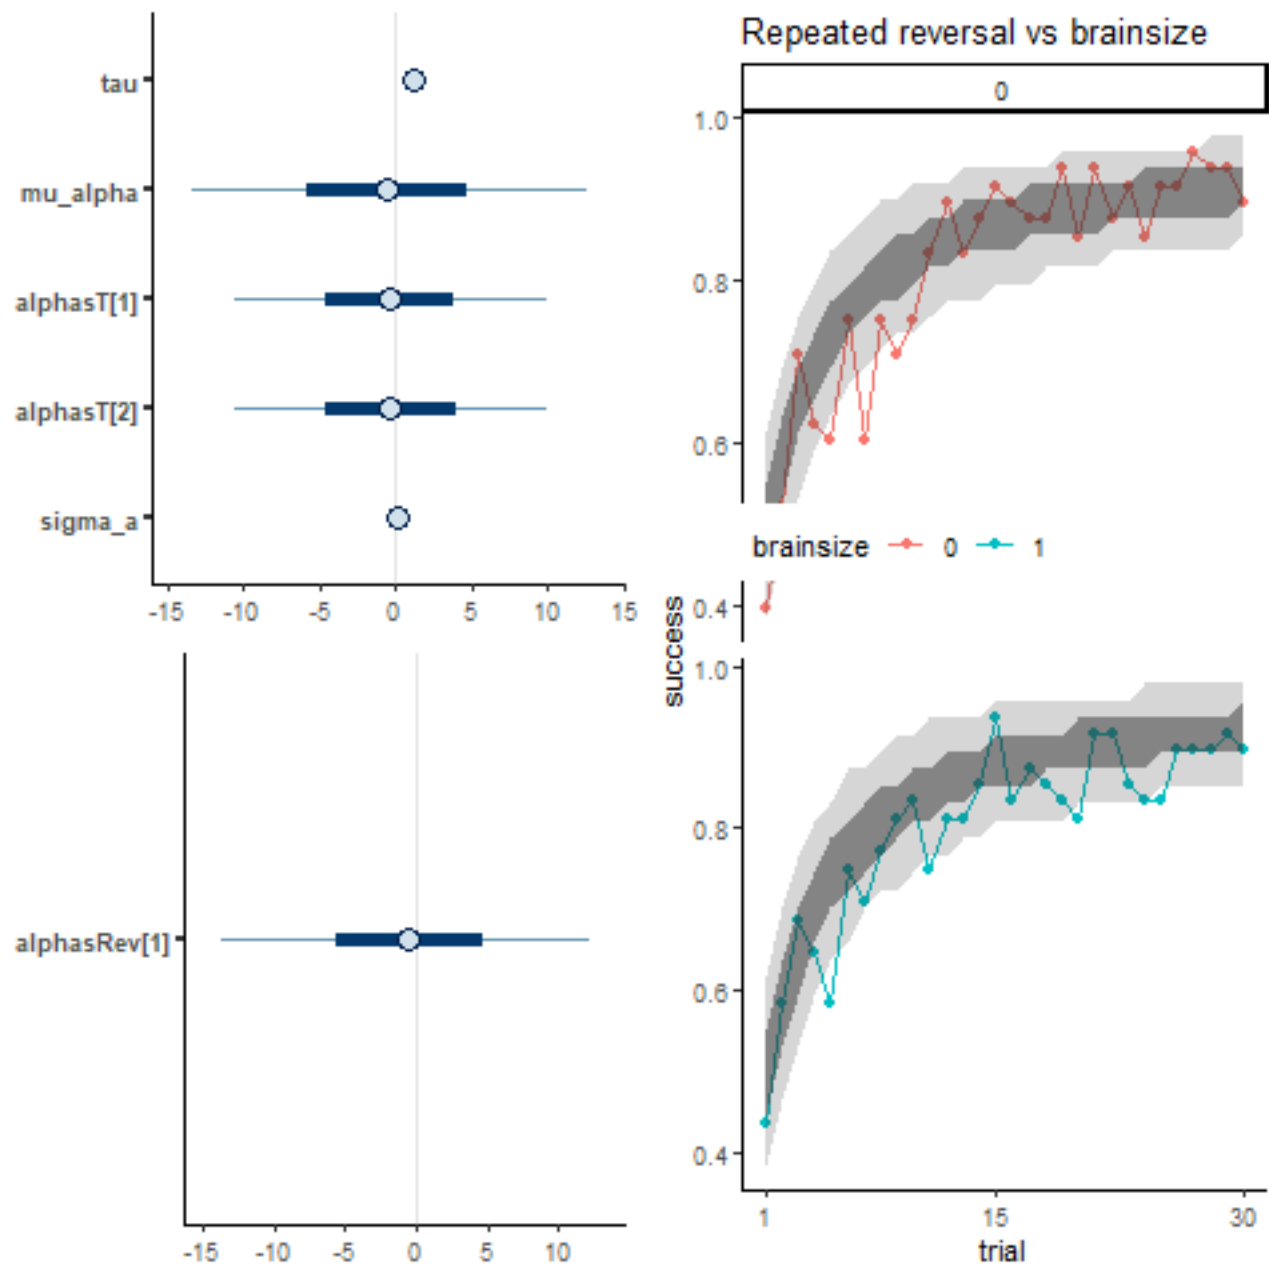 tau
mu_alpha
alphasT[1]
alphasT[2]
sigma_a
-15 -10 -5 0 5 10 15
alphasRev[1]
-15 -10 -5 0 5 10
Repeated reversal vs brainsize
0
1.0
0.8
0.6
brainsize 0 1
success
0.4
1.0
0.8
0.6
0.4
1 15 30
trial